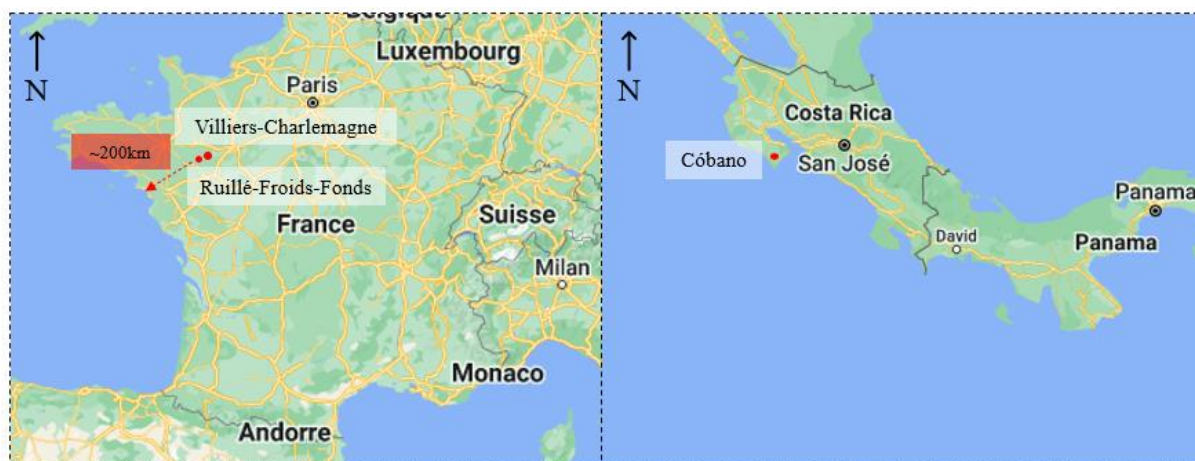 Belgique
Luxembourg
N
Paris
Villiers-Charlemagne
~200km
Ruillé-Froids-Fonds
France
Suisse
Milan
Monaco
Andorre
N
Costa Rica
San José
Cóbano
Panama
David
Panama